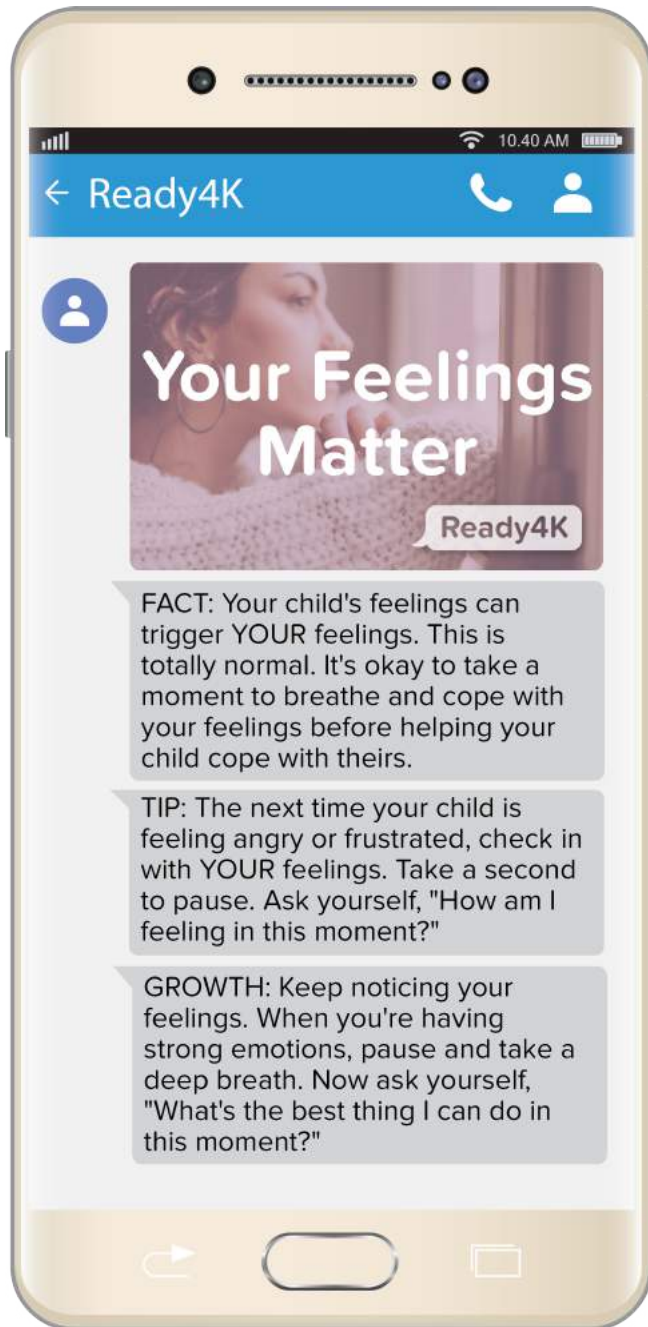 10.40 AM
Ready4K
Your Feelings
Matter
Ready4K
FACT: Your child's feelings can
trigger YOUR feelings. This is
totally normal. It's okay to take a
moment to breathe and cope with
your feelings before helping your
child cope with theirs.
TIP: The next time your child is
feeling angry or frustrated, check in
with YOUR feelings. Take a second
to pause. Ask yourself, "How am I
feeling in this moment?"
GROWTH: Keep noticing your
feelings. When you're having
strong emotions, pause and take a
deep breath. Now ask yourself,
"What's the best thing I can do in
this moment?"